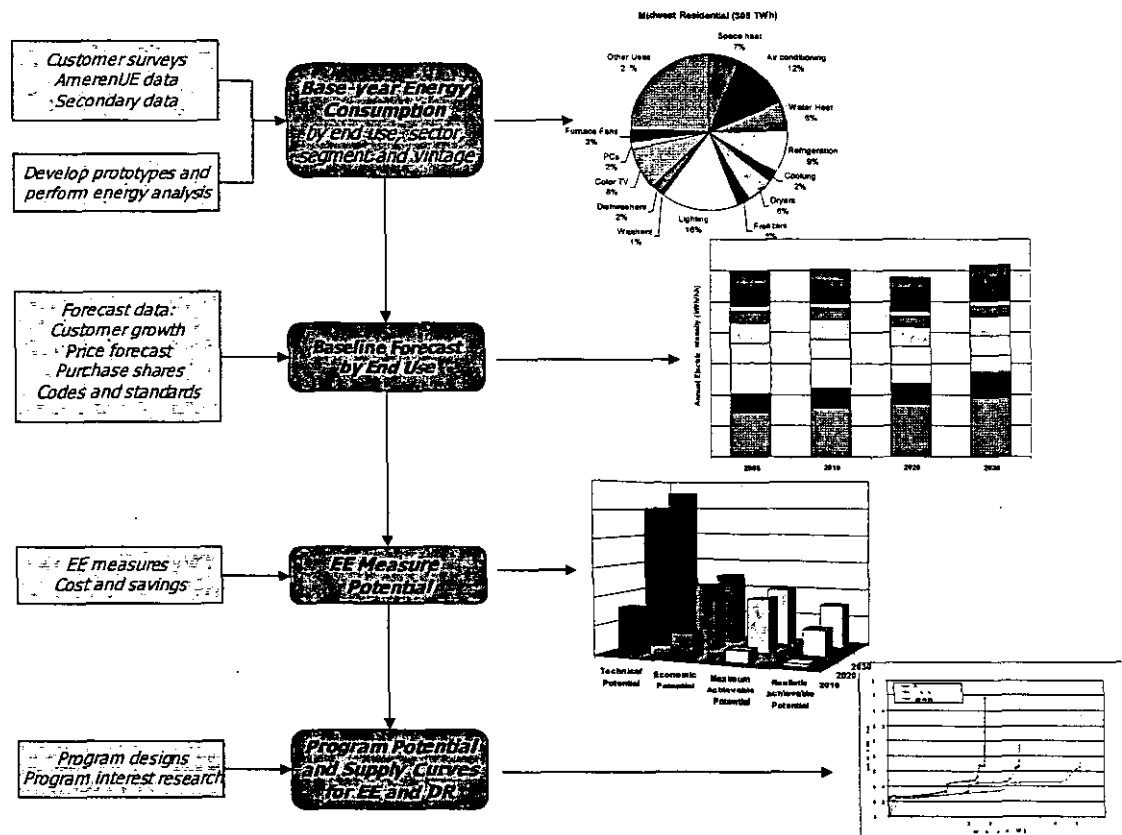 Customer surveys
AmerenUE data
Secondary data
Develop prototypes and
perform energy analysis
Base-year Energy
Consumption
by end use, sector,
segment and vintage
Midwest Residential
Space heat
7%
Air conditioning
12%
Water Heat
Refrigeration
9%
Cooking
2%
Dryers
6%
Freezers
Lighting
16%
Washers
1%
Dishwashers
2%
Color TV
8%
PCs
2%
Furnace Fans
Other Uses
Forecast data:
Customer growth
Price forecast
Purchase shares
Codes and standards
Baseline Forecast
by End Use
Annual Electric Intensity
2010
2020
2030
EE measures
Cost and savings
EE Measure
Potential
Technical
Potential
Economic
Potential
Maximum
Achievable
Potential
Realistic
Achievable
Potential
2010
2020
2030
Program designs
Program interest research
Program Potential
and Supply Curves
for EE and DR